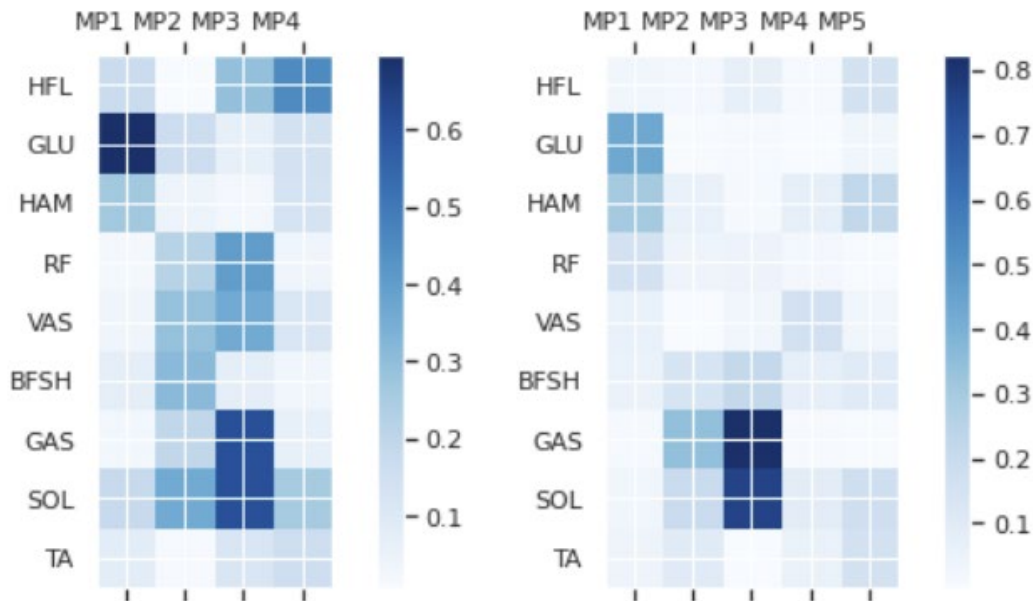 MP1 MP2 MP3 MP4
HFL
GLU
HAM
RF
VAS
BFSH
GAS
SOL
TA
0.6
0.5
0.4
0.3
0.2
0.1
MP1 MP2 MP3 MP4 MP5
HFL
GLU
HAM
RF
VAS
BFSH
GAS
SOL
TA
0.8
0.7
0.6
0.5
0.4
0.3
0.2
0.1